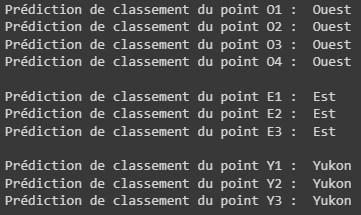 Prédiction de classement du point O1 :  Ouest
Prédiction de classement du point O2 :  Ouest
Prédiction de classement du point O3 :  Ouest
Prédiction de classement du point O4 :  Ouest
Prédiction de classement du point E1 :  Est
Prédiction de classement du point E2 :  Est
Prédiction de classement du point E3 :  Est
Prédiction de classement du point Y1 :  Yukon
Prédiction de classement du point Y2 :  Yukon
Prédiction de classement du point Y3 :  Yukon